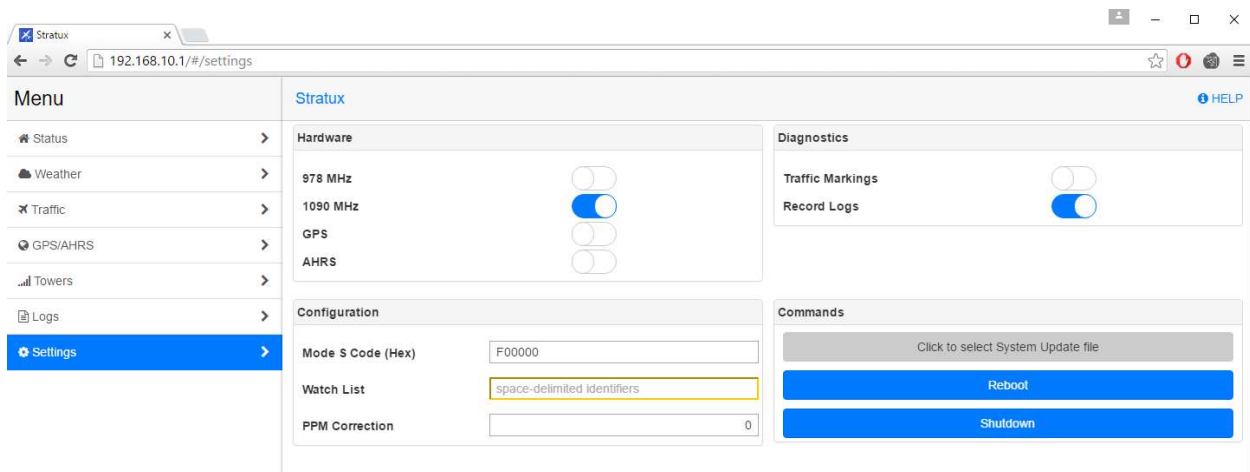 Stratux
192.168.10.1/#/settings
Menu
Stratux
HELP
Status
Weather
Traffic
GPS/AHRS
Towers
Logs
Settings
Hardware
978 MHz
1090 MHz
GPS
AHRS
Diagnostics
Traffic Markings
Record Logs
Configuration
Mode S Code (Hex) F00000
Watch List space-delimited identifiers
PPM Correction 0
Commands
Click to select System Update file
Reboot
Shutdown